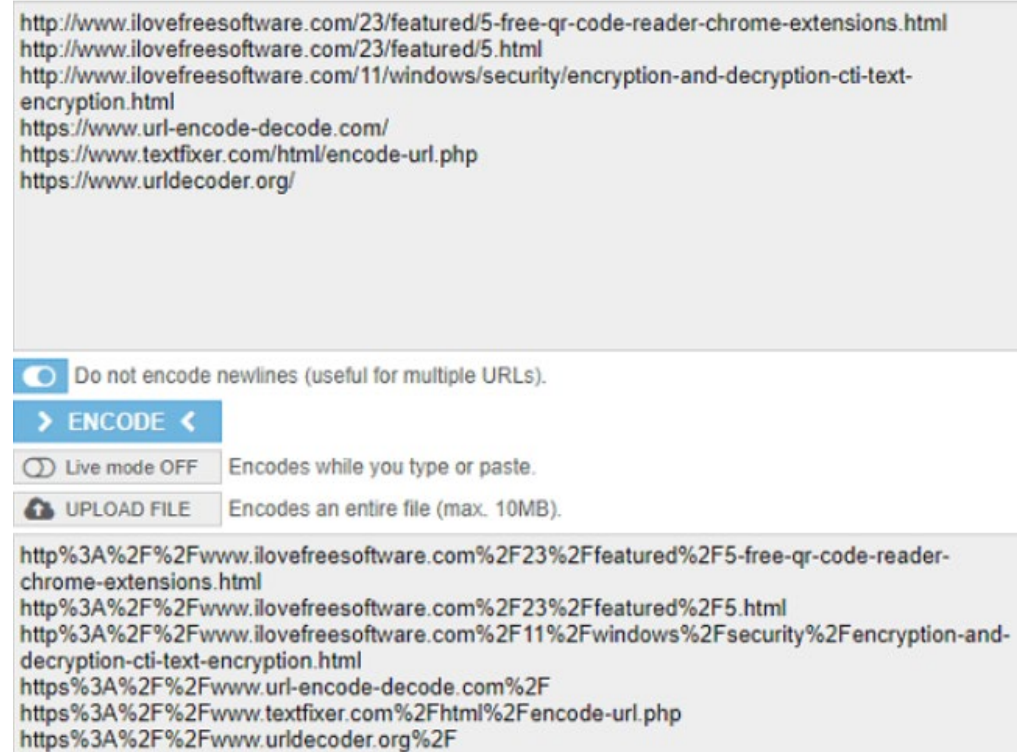 http://www.ilovefreesoftware.com/23/featured/5-free-qr-code-reader-chrome-extensions.html
http://www.ilovefreesoftware.com/23/featured/5.html
http://www.ilovefreesoftware.com/11/windows/security/encryption-and-decryption-cti-text-
encryption.html
https://www.url-encode-decode.com/
https://www.textfixer.com/html/encode-url.php
https://www.urldecoder.org/
Do not encode newlines (useful for multiple URLs).
> ENCODE <
Live mode OFF Encodes while you type or paste.
UPLOAD FILE Encodes an entire file (max. 10MB).
http%3A%2F%2Fwww.ilovefreesoftware.com%2F23%2Ffeatured%2F5-free-qr-code-reader-
chrome-extensions.html
http%3A%2F%2Fwww.ilovefreesoftware.com%2F23%2Ffeatured%2F5.html
http%3A%2F%2Fwww.ilovefreesoftware.com%2F11%2Fwindows%2Fsecurity%2Fencryption-and-
decryption-cti-text-encryption.html
https%3A%2F%2Fwww.url-encode-decode.com%2F
https%3A%2F%2Fwww.textfixer.com%2Fhtml%2Fencode-url.php
https%3A%2F%2Fwww.urldecoder.org%2F